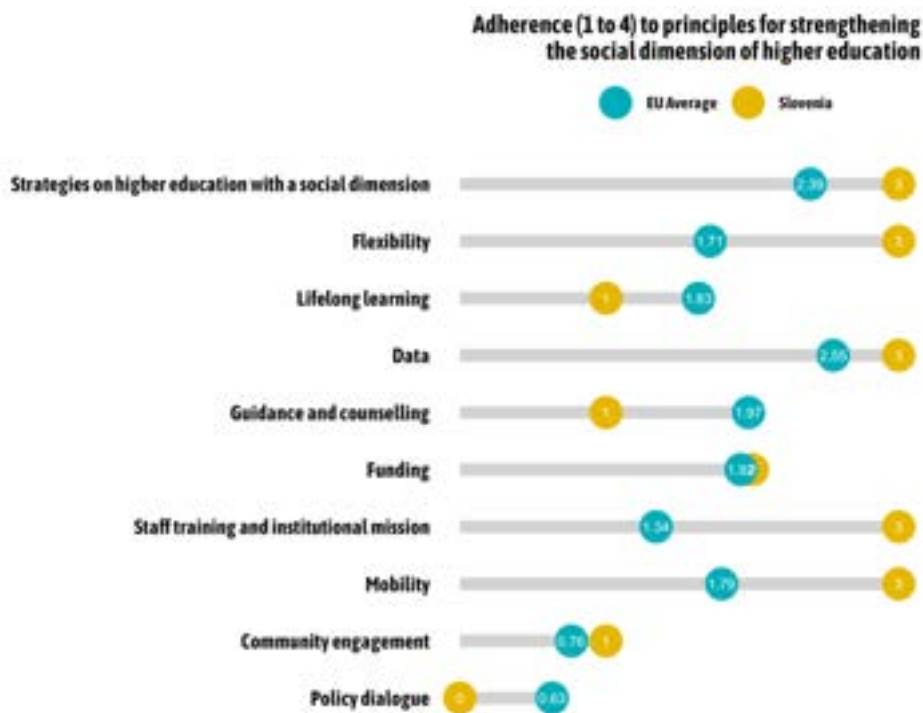 Adherence (1 to 4) to principles for strengthening
the social dimension of higher education
EU Average Slovenia
Strategies on higher education with a social dimension 2.39 3
Flexibility 1.71 3
Lifelong learning 1 1.63
Data 2.55 3
Guidance and counselling 1 1.97
Funding 1.92 2
Staff training and institutional mission 1.34 3
Mobility 1.79 3
Community engagement 0.76 1
Policy dialogue 0 0.63